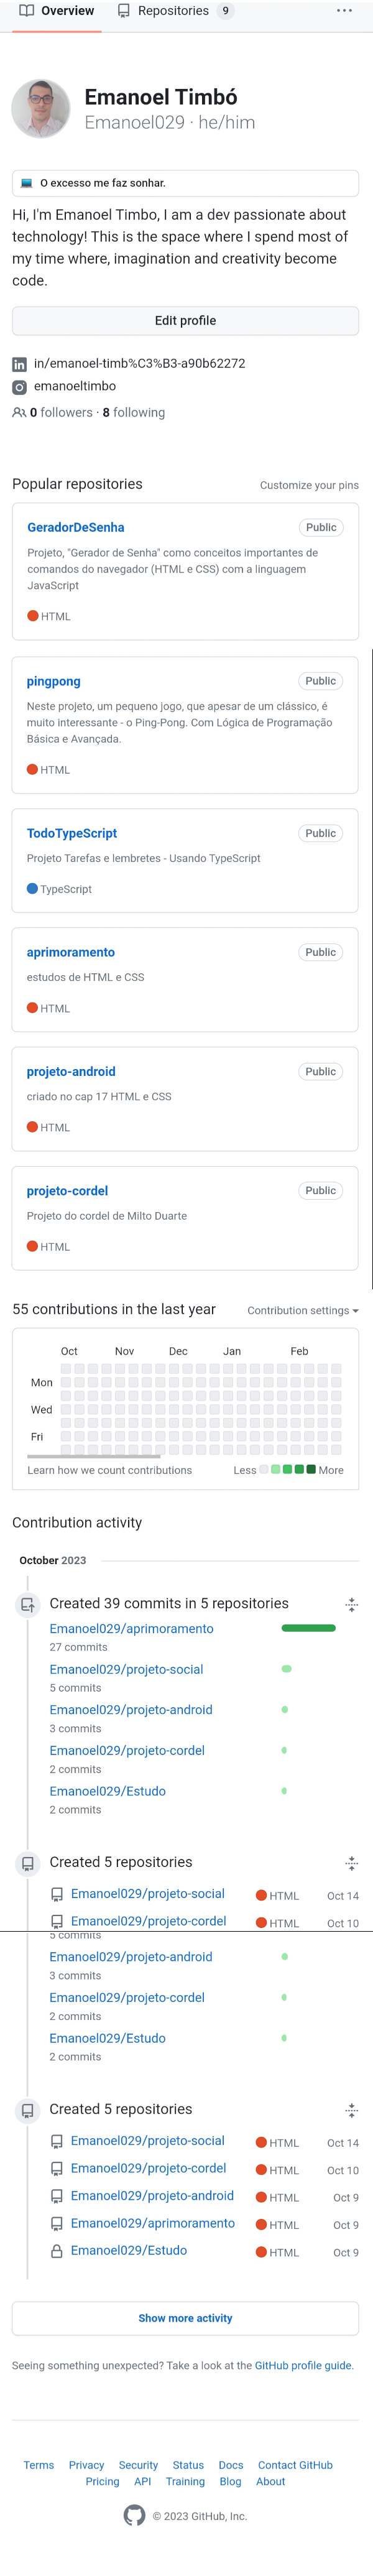 Overview Repositories 9 ...
Emanoel Timbó
Emanoel029 · he/him
O excesso me faz sonhar.
Hi, I'm Emanoel Timbo, I am a dev passionate about
technology! This is the space where I spend most of
my time where, imagination and creativity become
code.
Edit profile
in/emanoel-timb%C3%B3-a90b62272
emanoeltimbo
0 followers · 8 following
Popular repositories Customize your pins
GeradorDeSenha Public
Projeto, "Gerador de Senha" como conceitos importantes de
comandos do navegador (HTML e CSS) com a linguagem
JavaScript
HTML
pingpong Public
Neste projeto, um pequeno jogo, que apesar de um clássico, é
muito interessante - o Ping-Pong. Com Lógica de Programação
Básica e Avançada.
HTML
TodoTypeScript Public
Projeto Tarefas e lembretes - Usando TypeScript
TypeScript
aprimoramento Public
estudos de HTML e CSS
HTML
projeto-android Public
criado no cap 17 HTML e CSS
HTML
projeto-cordel Public
Projeto do cordel de Milto Duarte
HTML
55 contributions in the last year Contribution settings
Oct Nov Dec Jan Feb
Mon
Wed
Fri
Learn how we count contributions Less More
Contribution activity
October 2023
Created 39 commits in 5 repositories
Emanoel029/aprimoramento
27 commits
Emanoel029/projeto-social
5 commits
Emanoel029/projeto-android
3 commits
Emanoel029/projeto-cordel
2 commits
Emanoel029/Estudo
2 commits
Created 5 repositories
Emanoel029/projeto-social HTML Oct 14
Emanoel029/projeto-cordel HTML Oct 10
5 commits
Emanoel029/projeto-android
3 commits
Emanoel029/projeto-cordel
2 commits
Emanoel029/Estudo
2 commits
Created 5 repositories
Emanoel029/projeto-social HTML Oct 14
Emanoel029/projeto-cordel HTML Oct 10
Emanoel029/projeto-android HTML Oct 9
Emanoel029/aprimoramento HTML Oct 9
Emanoel029/Estudo HTML Oct 9
Show more activity
Seeing something unexpected? Take a look at the GitHub profile guide.
Terms Privacy Security Status Docs Contact GitHub
Pricing API Training Blog About
© 2023 GitHub, Inc.